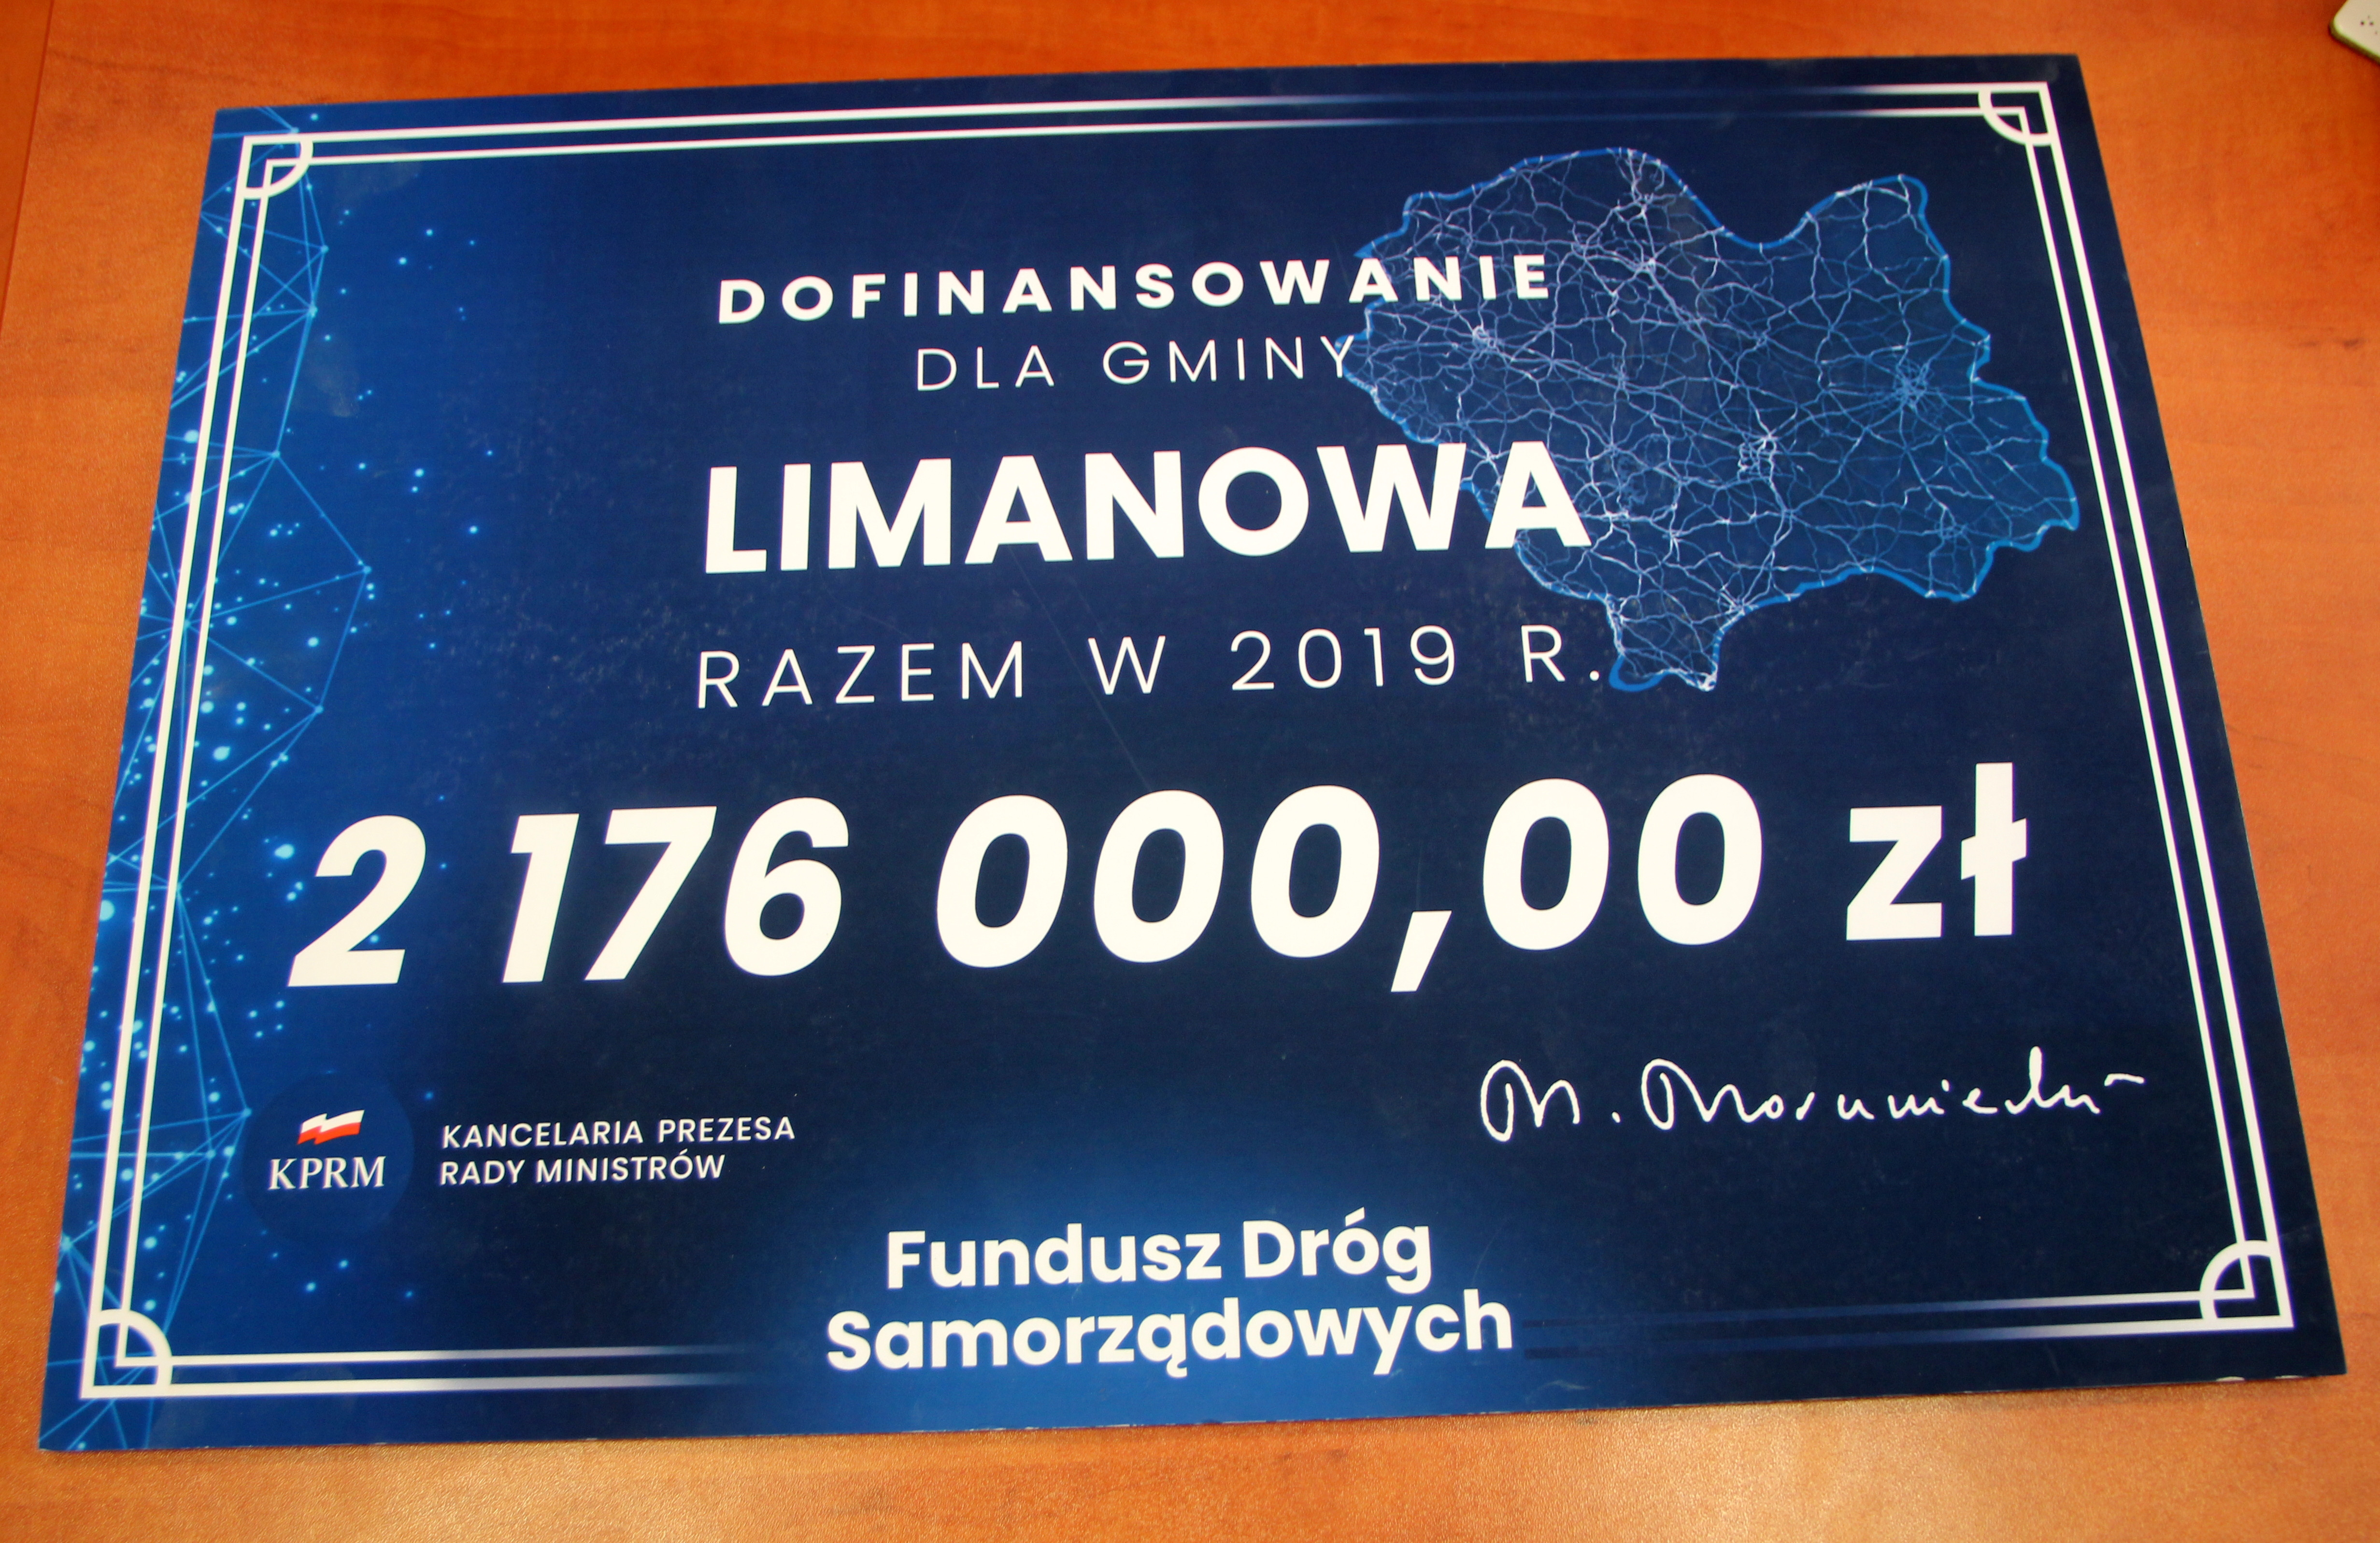 DOFINANSOWANIE
DLA GMINY
LIMANOWA
RAZEM W 2019 R.
2 176 000,00 zł
M. Morawiecki
KPRM
KANCELARIA PREZESA
RADY MINISTRÓW
Fundusz Dróg
Samorządowych